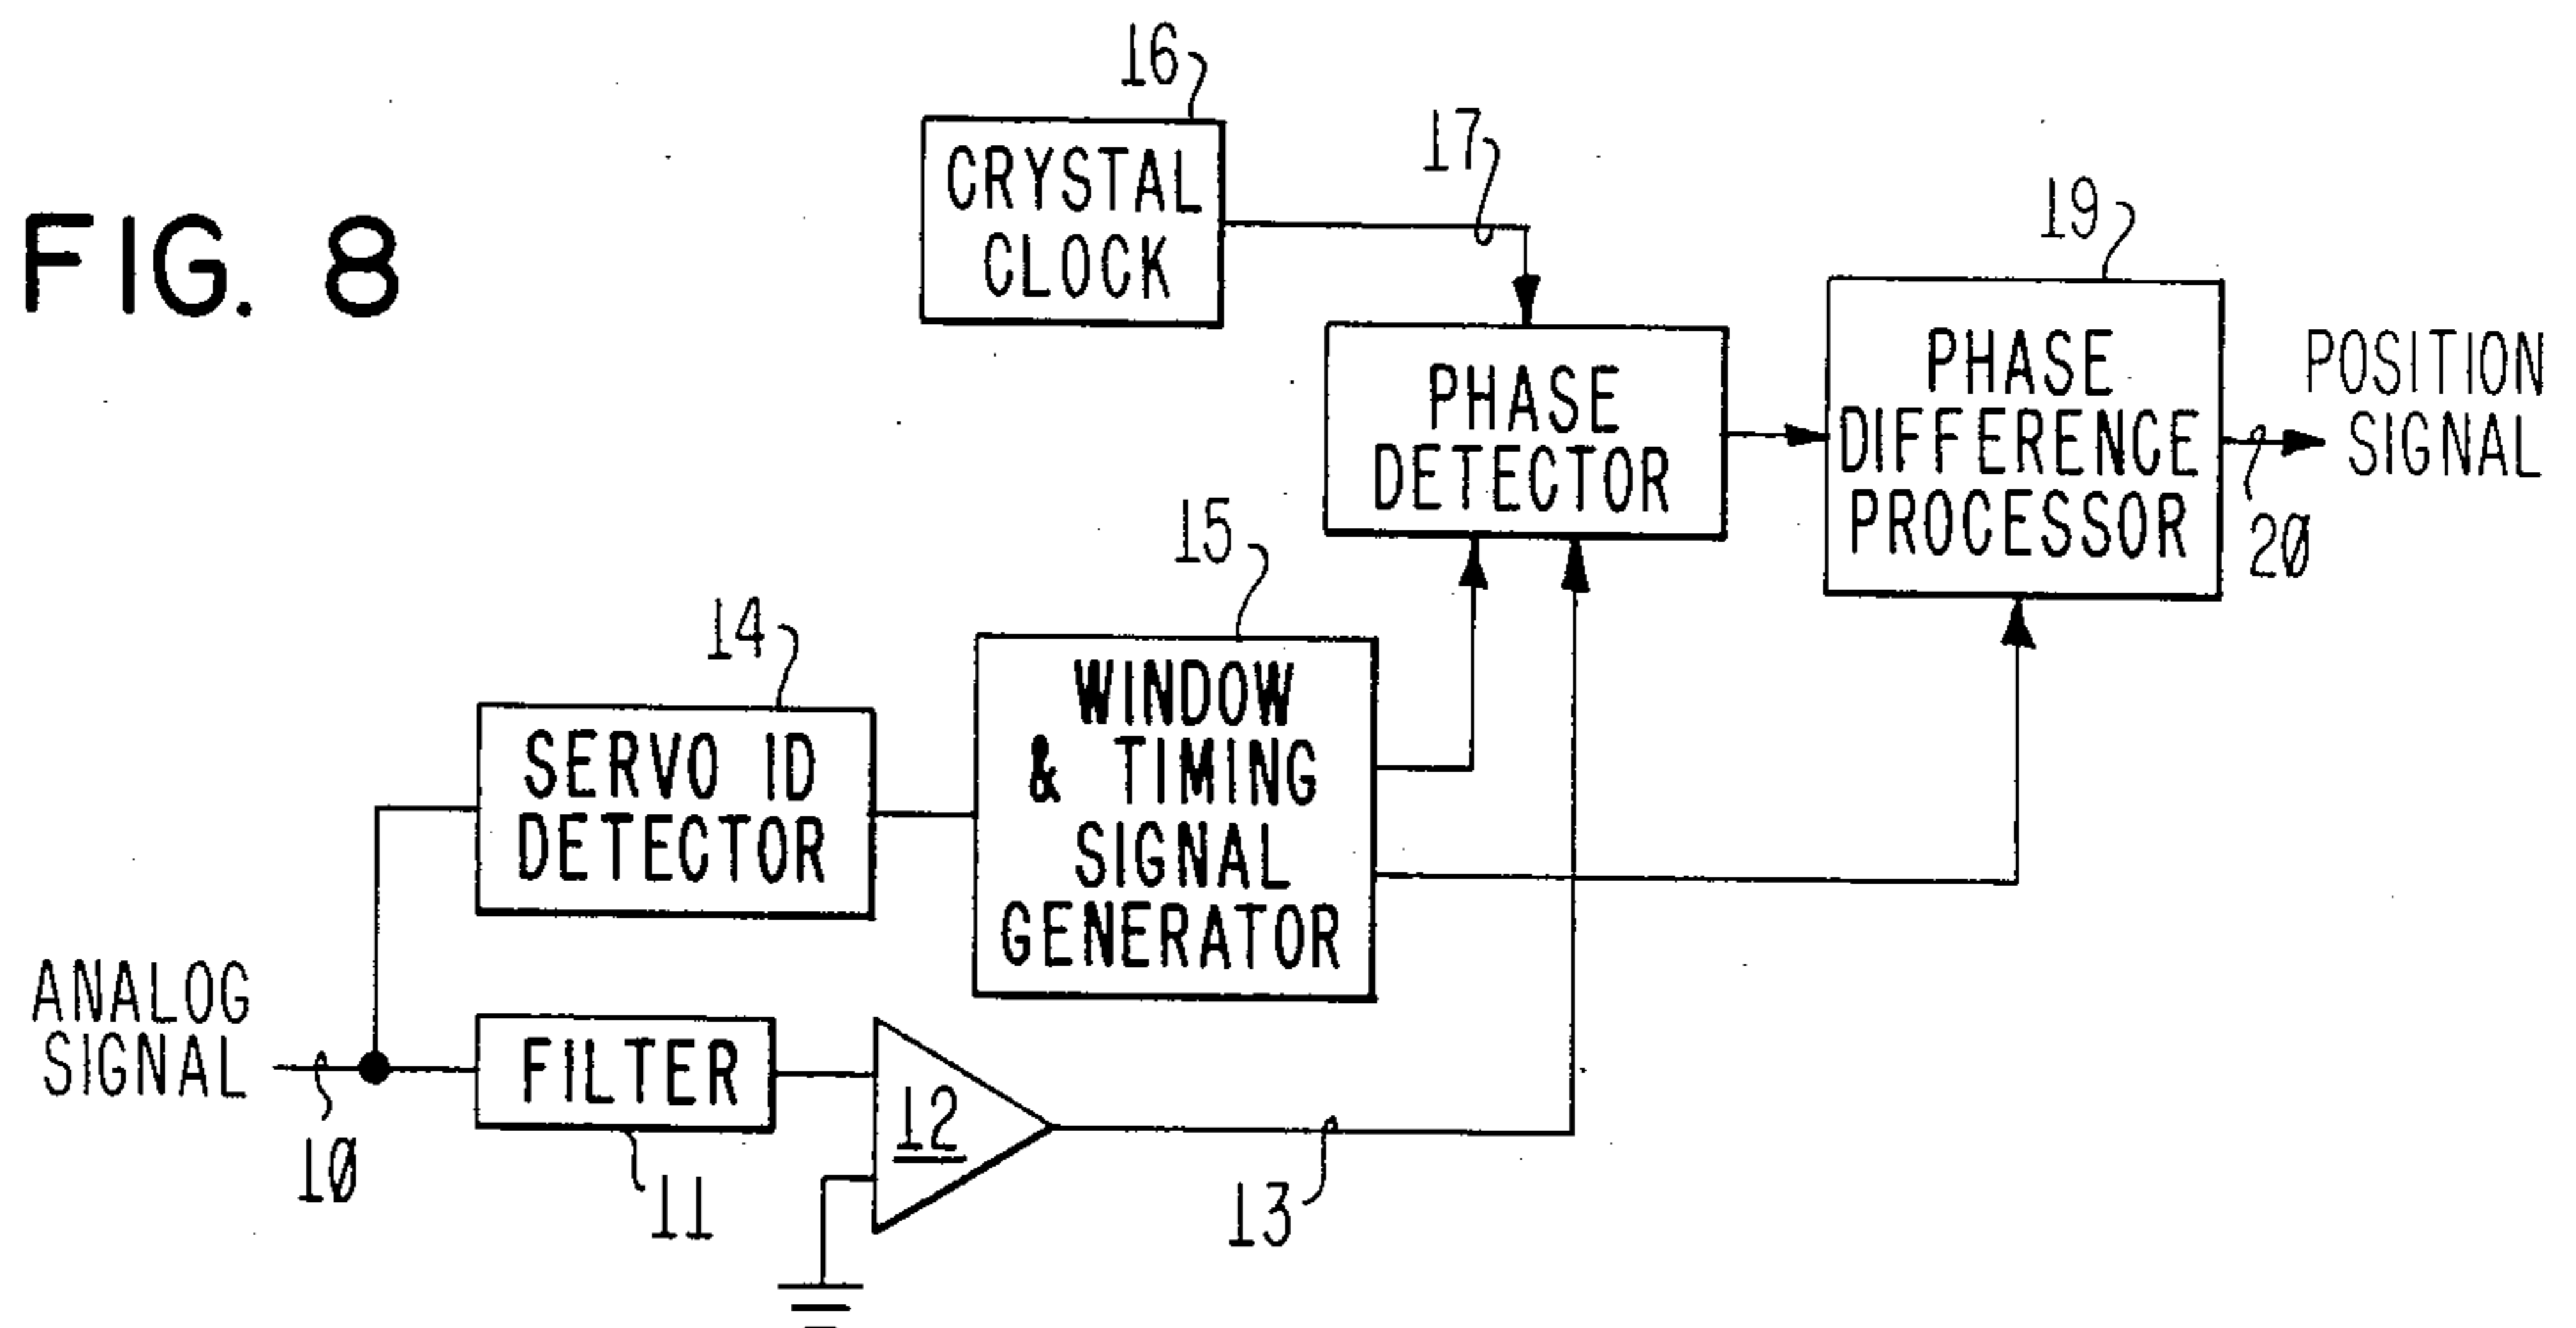 FIG. 8
16
CRYSTAL
CLOCK
17
PHASE
DETECTOR
19
PHASE
DIFFERENCE
PROCESSOR
POSITION
SIGNAL
20
15
WINDOW
& TIMING
SIGNAL
GENERATOR
14
SERVO ID
DETECTOR
ANALOG
SIGNAL
10
FILTER
11
12
13